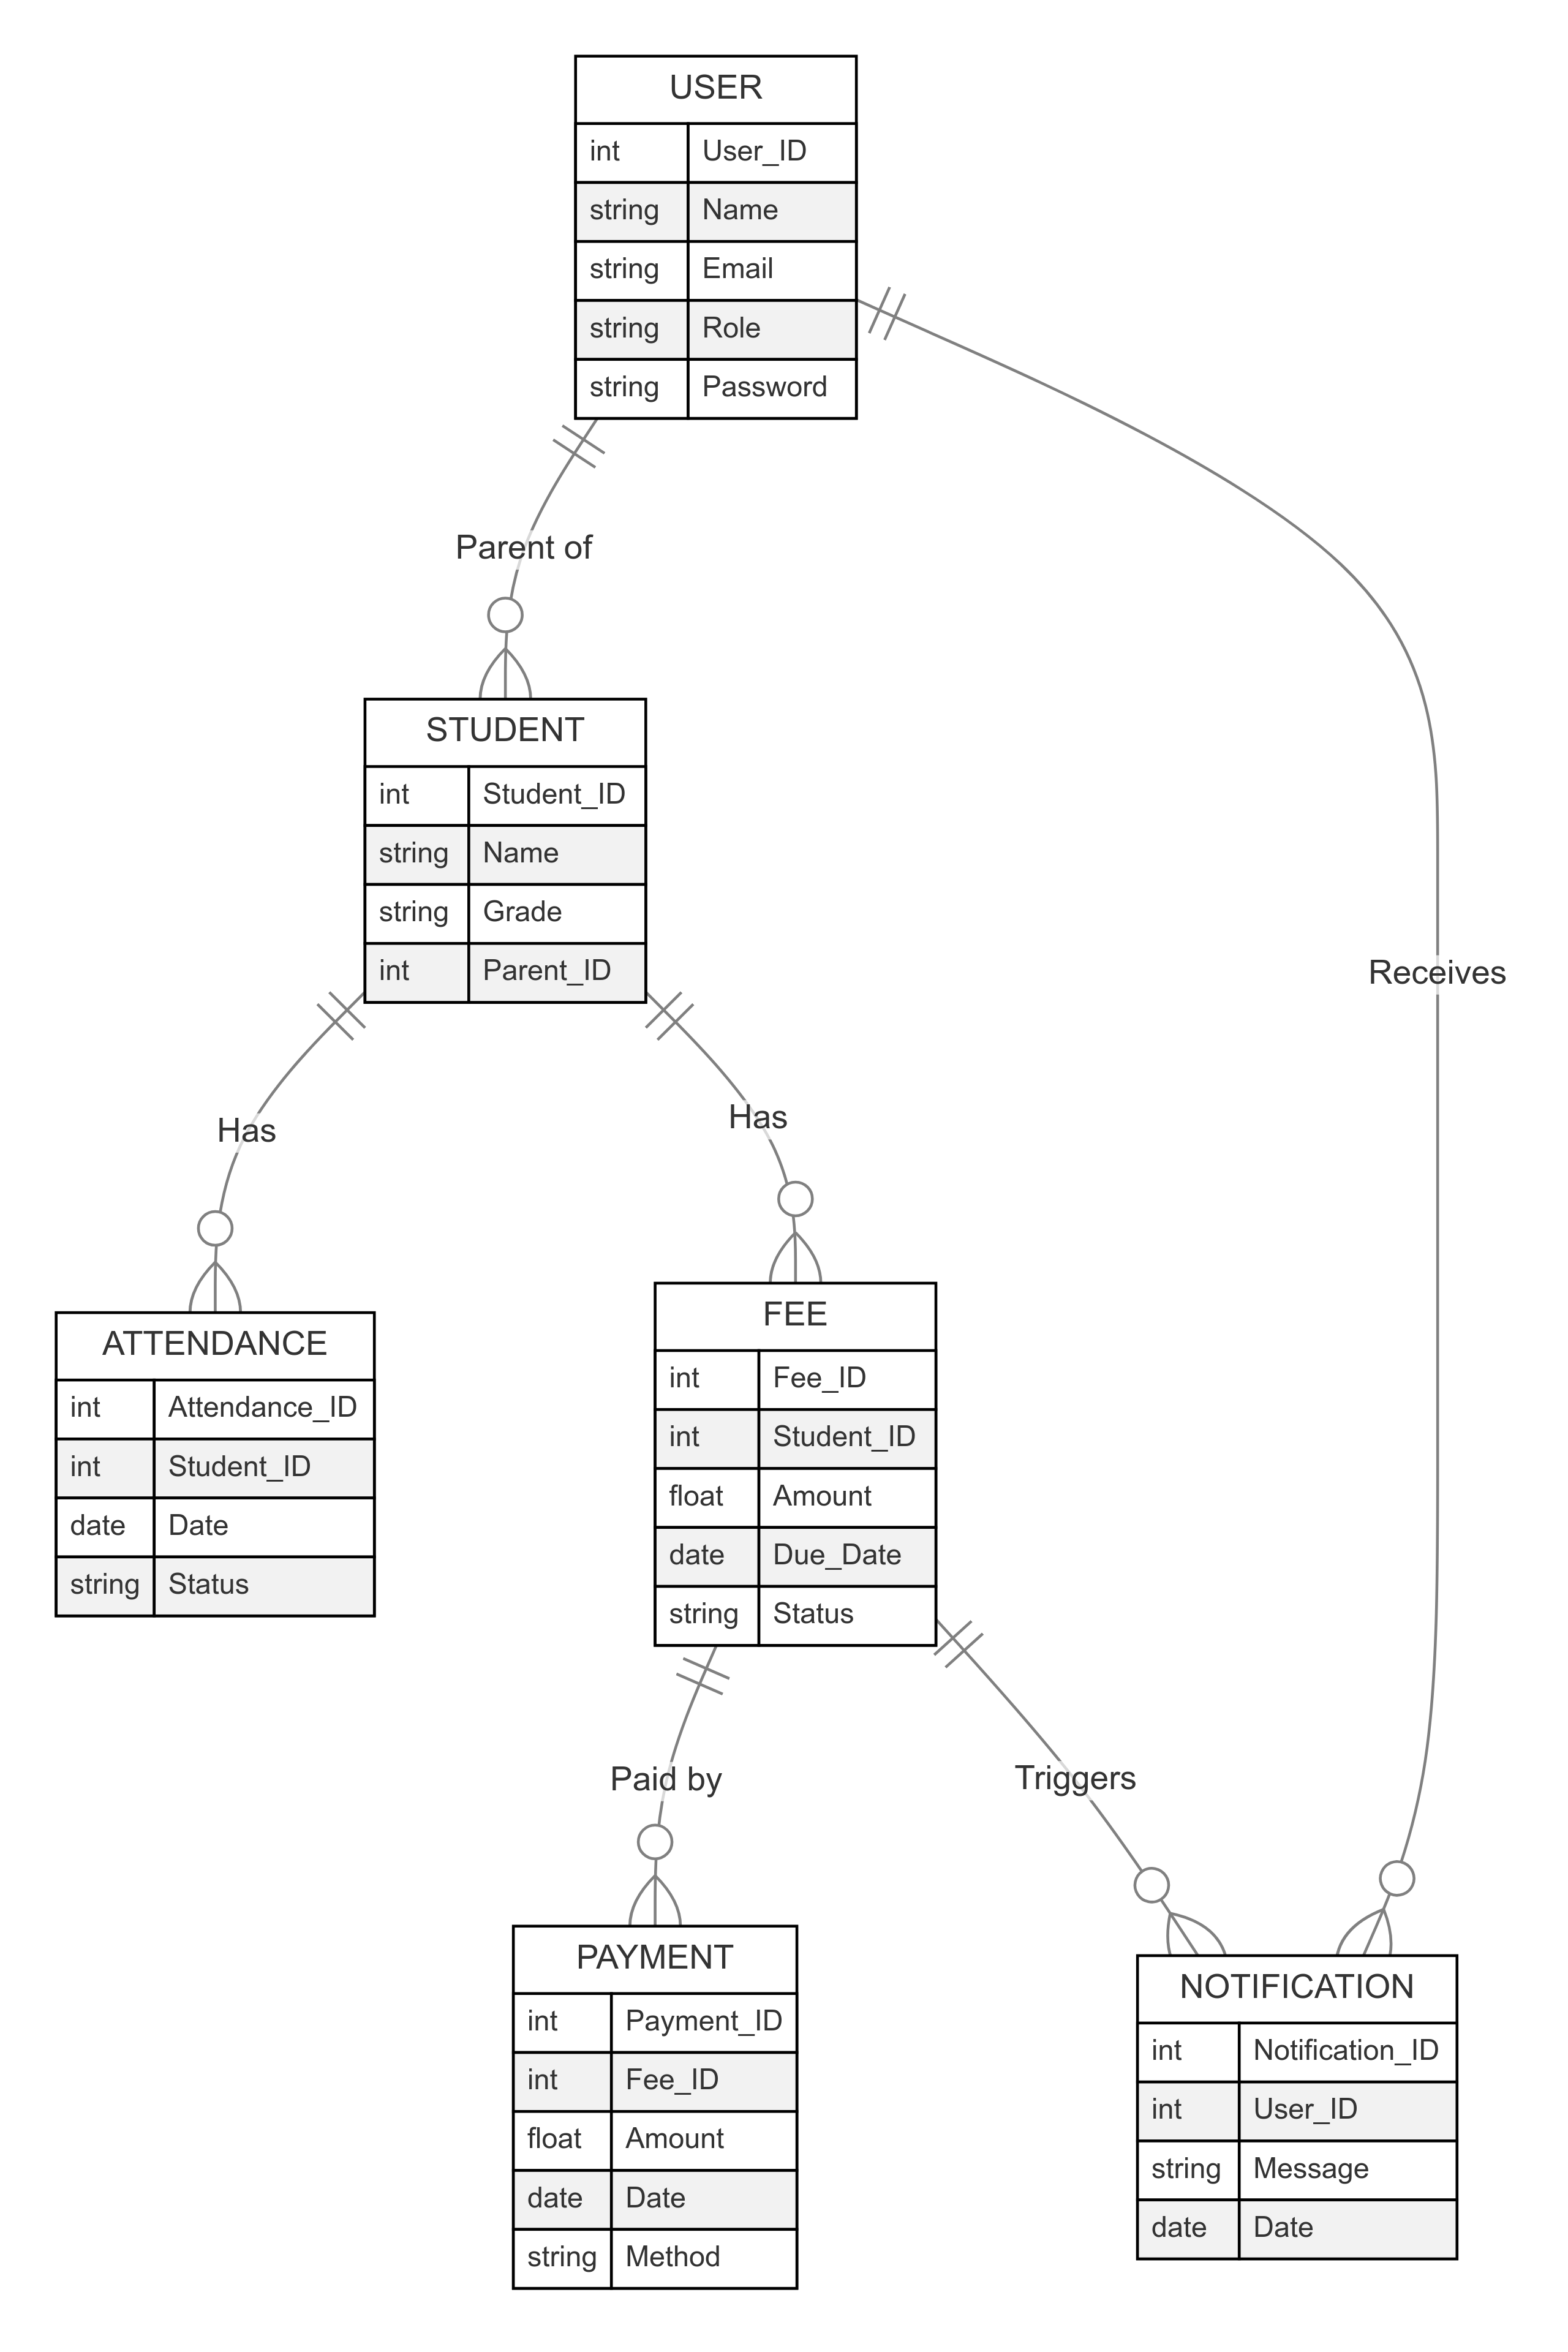 USER
int User_ID
string Name
string Email
string Role
string Password
Parent of
STUDENT
int Student_ID
string Name
string Grade
int Parent_ID
Receives
Has
Has
ATTENDANCE
int Attendance_ID
int Student_ID
date Date
string Status
FEE
int Fee_ID
int Student_ID
float Amount
date Due_Date
string Status
Paid by
Triggers
PAYMENT
int Payment_ID
int Fee_ID
float Amount
date Date
string Method
NOTIFICATION
int Notification_ID
int User_ID
string Message
date Date